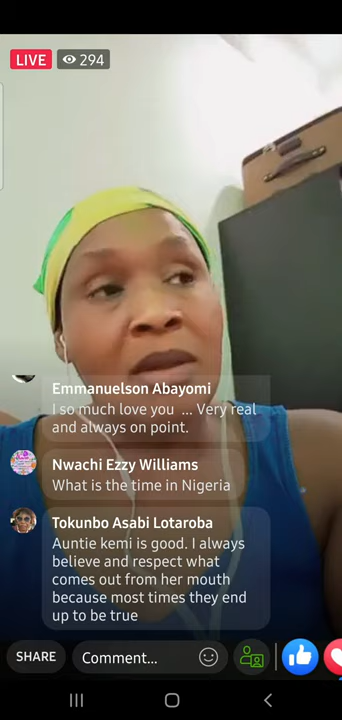 LIVE 294
Emmanuelson Abayomi
I so much love you ... Very real
and always on point.
Nwachi Ezzy Williams
What is the time in Nigeria
Tokunbo Asabi Lotaroba
Auntie kemi is good. I always
believe and respect what
comes out from her mouth
because most times they end
up to be true
SHARE Comment...